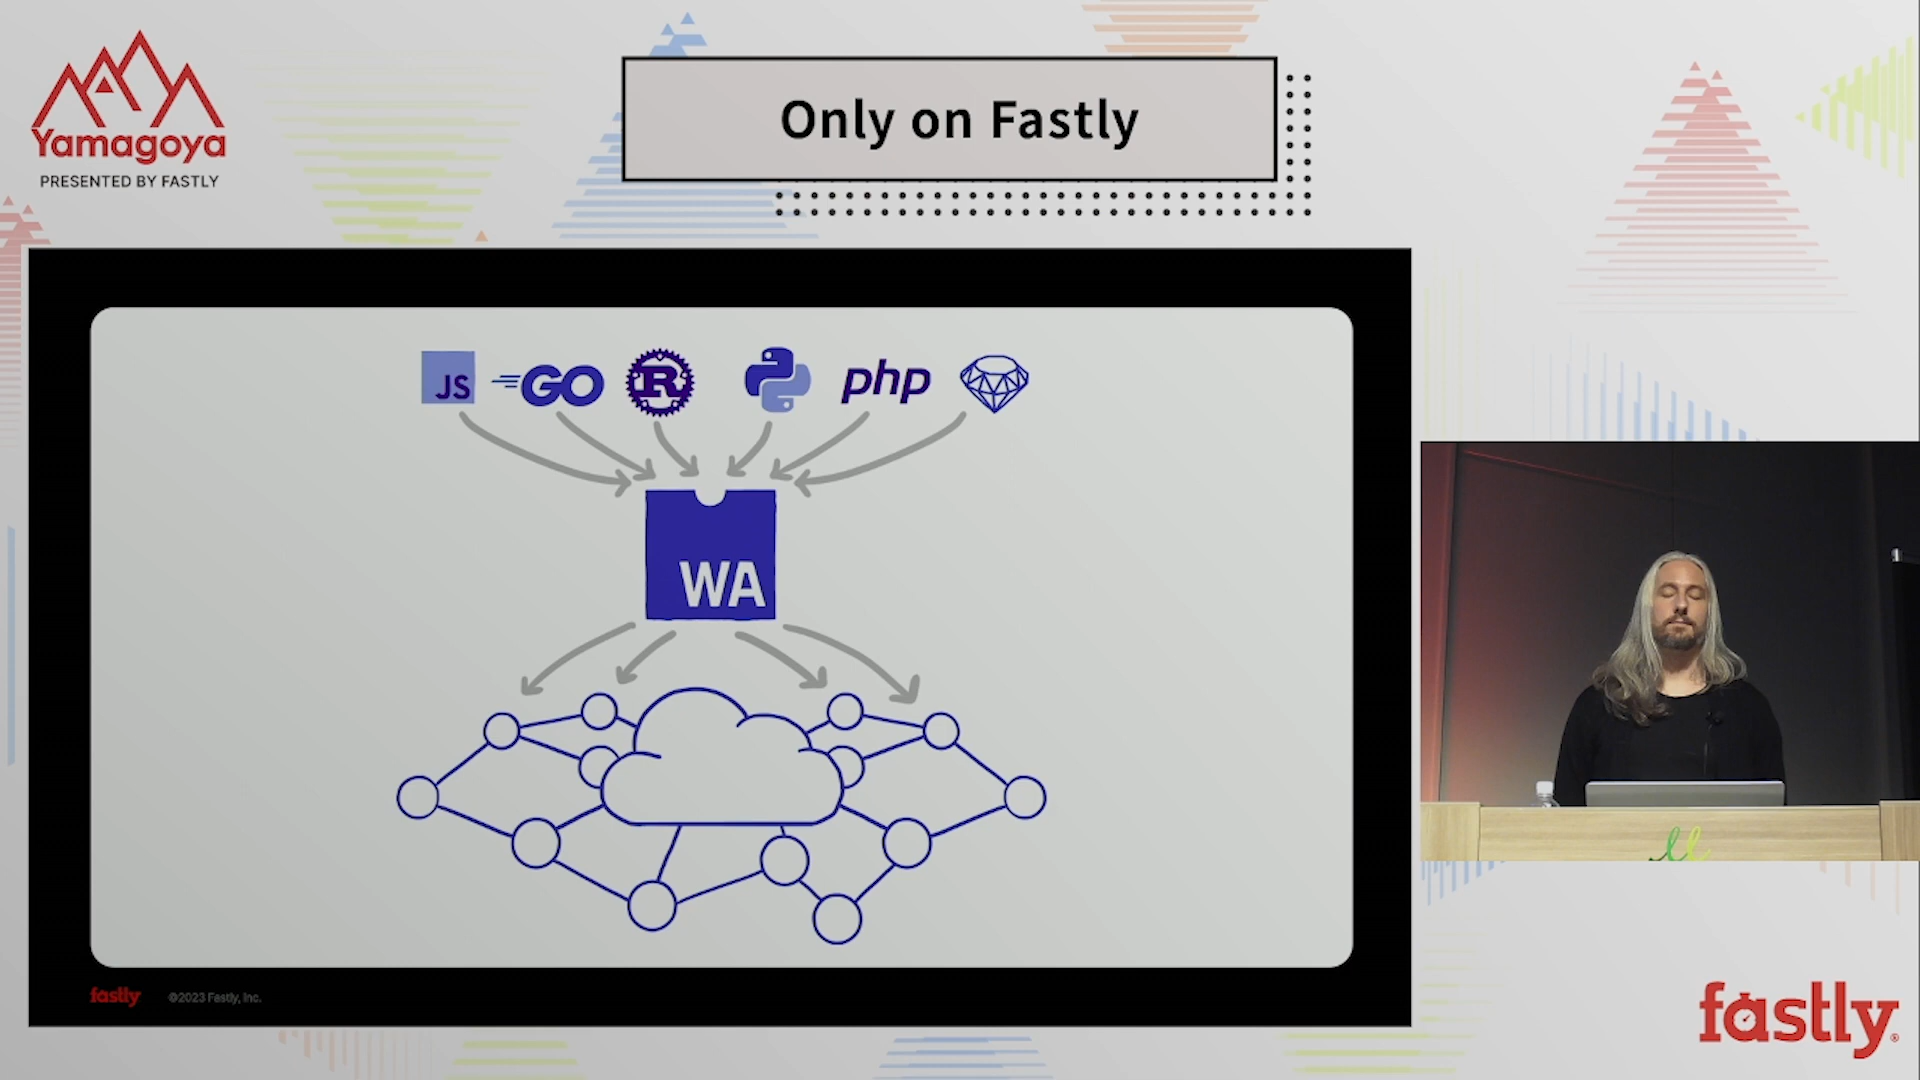 Yamagoya
PRESENTED BY FASTLY
Only on Fastly
JS
GO
R
php
WA
fastly
©2023 Fastly, Inc.
fastly®